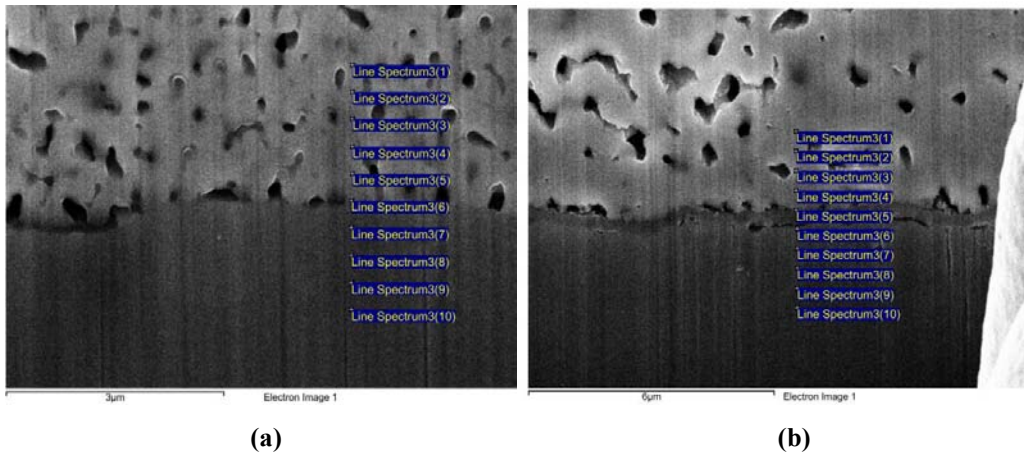 Line Spectrum3(1)
Line Spectrum3(2)
Line Spectrum3(3)
Line Spectrum3(4)
Line Spectrum3(5)
Line Spectrum3(6)
Line Spectrum3(7)
Line Spectrum3(8)
Line Spectrum3(9)
Line Spectrum3(10)
3µm
Electron Image 1
(a)
Line Spectrum3(1)
Line Spectrum3(2)
Line Spectrum3(3)
Line Spectrum3(4)
Line Spectrum3(5)
Line Spectrum3(6)
Line Spectrum3(7)
Line Spectrum3(8)
Line Spectrum3(9)
Line Spectrum3(10)
6µm
Electron Image 1
(b)